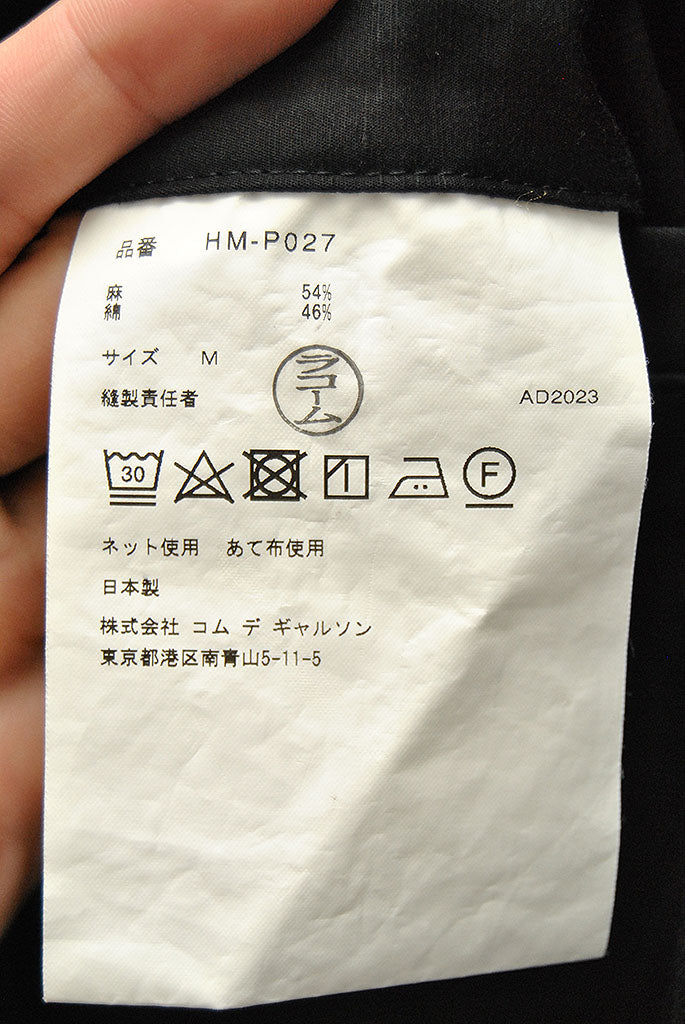 品番 HM-P027
麻 54%
綿 46%
サイズ M
縫製責任者 ラコーム AD2023
30 F
ネット使用 あて布使用
日本製
株式会社 コム デ ギャルソン
東京都港区南青山5-11-5